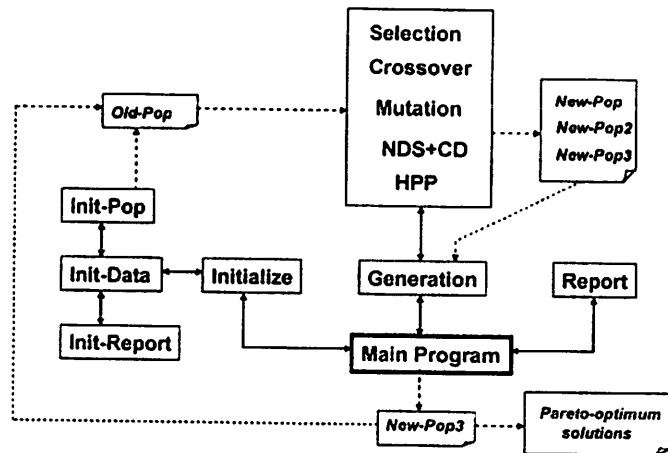 Selection
Crossover
Mutation
NDS+CD
HPP
Old-Pop
New-Pop
New-Pop2
New-Pop3
Init-Pop
Init-Data
Initialize
Generation
Report
Init-Report
Main Program
New-Pop3
Pareto-optimum
solutions